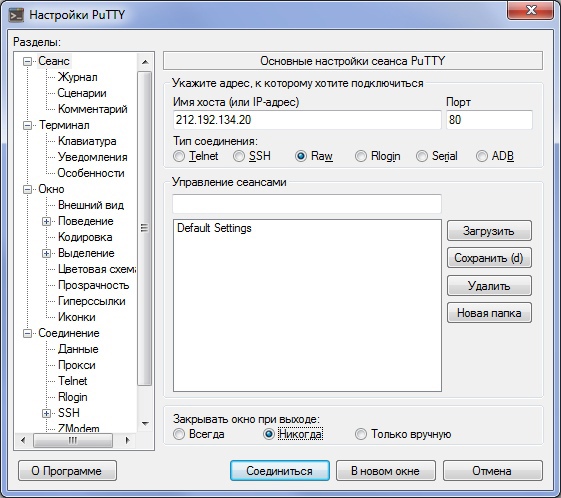 Настройки PuTTY
Разделы:
Сеанс
Журнал
Сценарии
Комментарий
Терминал
Клавиатура
Уведомления
Особенности
Окно
Внешний вид
Поведение
Кодировка
Выделение
Цветовая схема
Прозрачность
Гиперссылки
Иконки
Соединение
Данные
Прокси
Telnet
Rlogin
SSH
ZModem
Основные настройки сеанса PuTTY
Укажите адрес, к которому хотите подключиться
Имя хоста (или IP-адрес) Порт
212.192.134.20 80
Тип соединения:
Telnet SSH Raw Rlogin Serial ADB
Управление сеансами
Default Settings
Загрузить
Сохранить (d)
Удалить
Новая папка
Закрывать окно при выходе:
Всегда Никогда Только вручную
О Программе Соединиться В новом окне Отмена